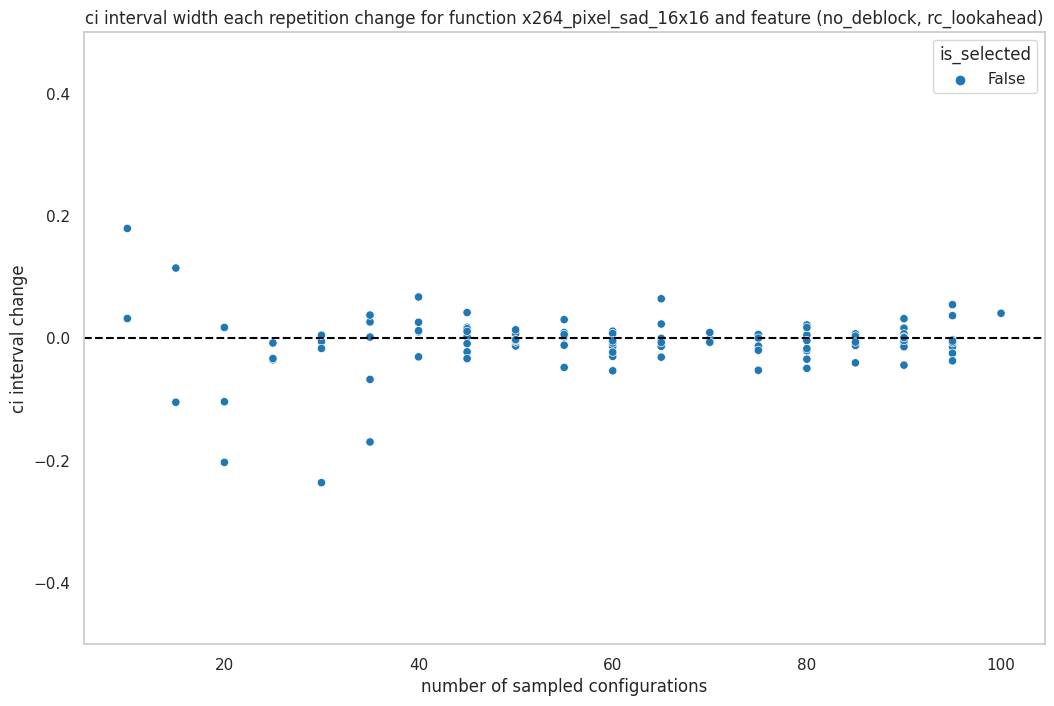 ci interval width each repetition change for function x264_pixel_sad_16x16 and feature (no_deblock, rc_lookahead)
is_selected
False
0.4
0.2
0.0
−0.2
−0.4
ci interval change
20 40 60 80 100
number of sampled configurations